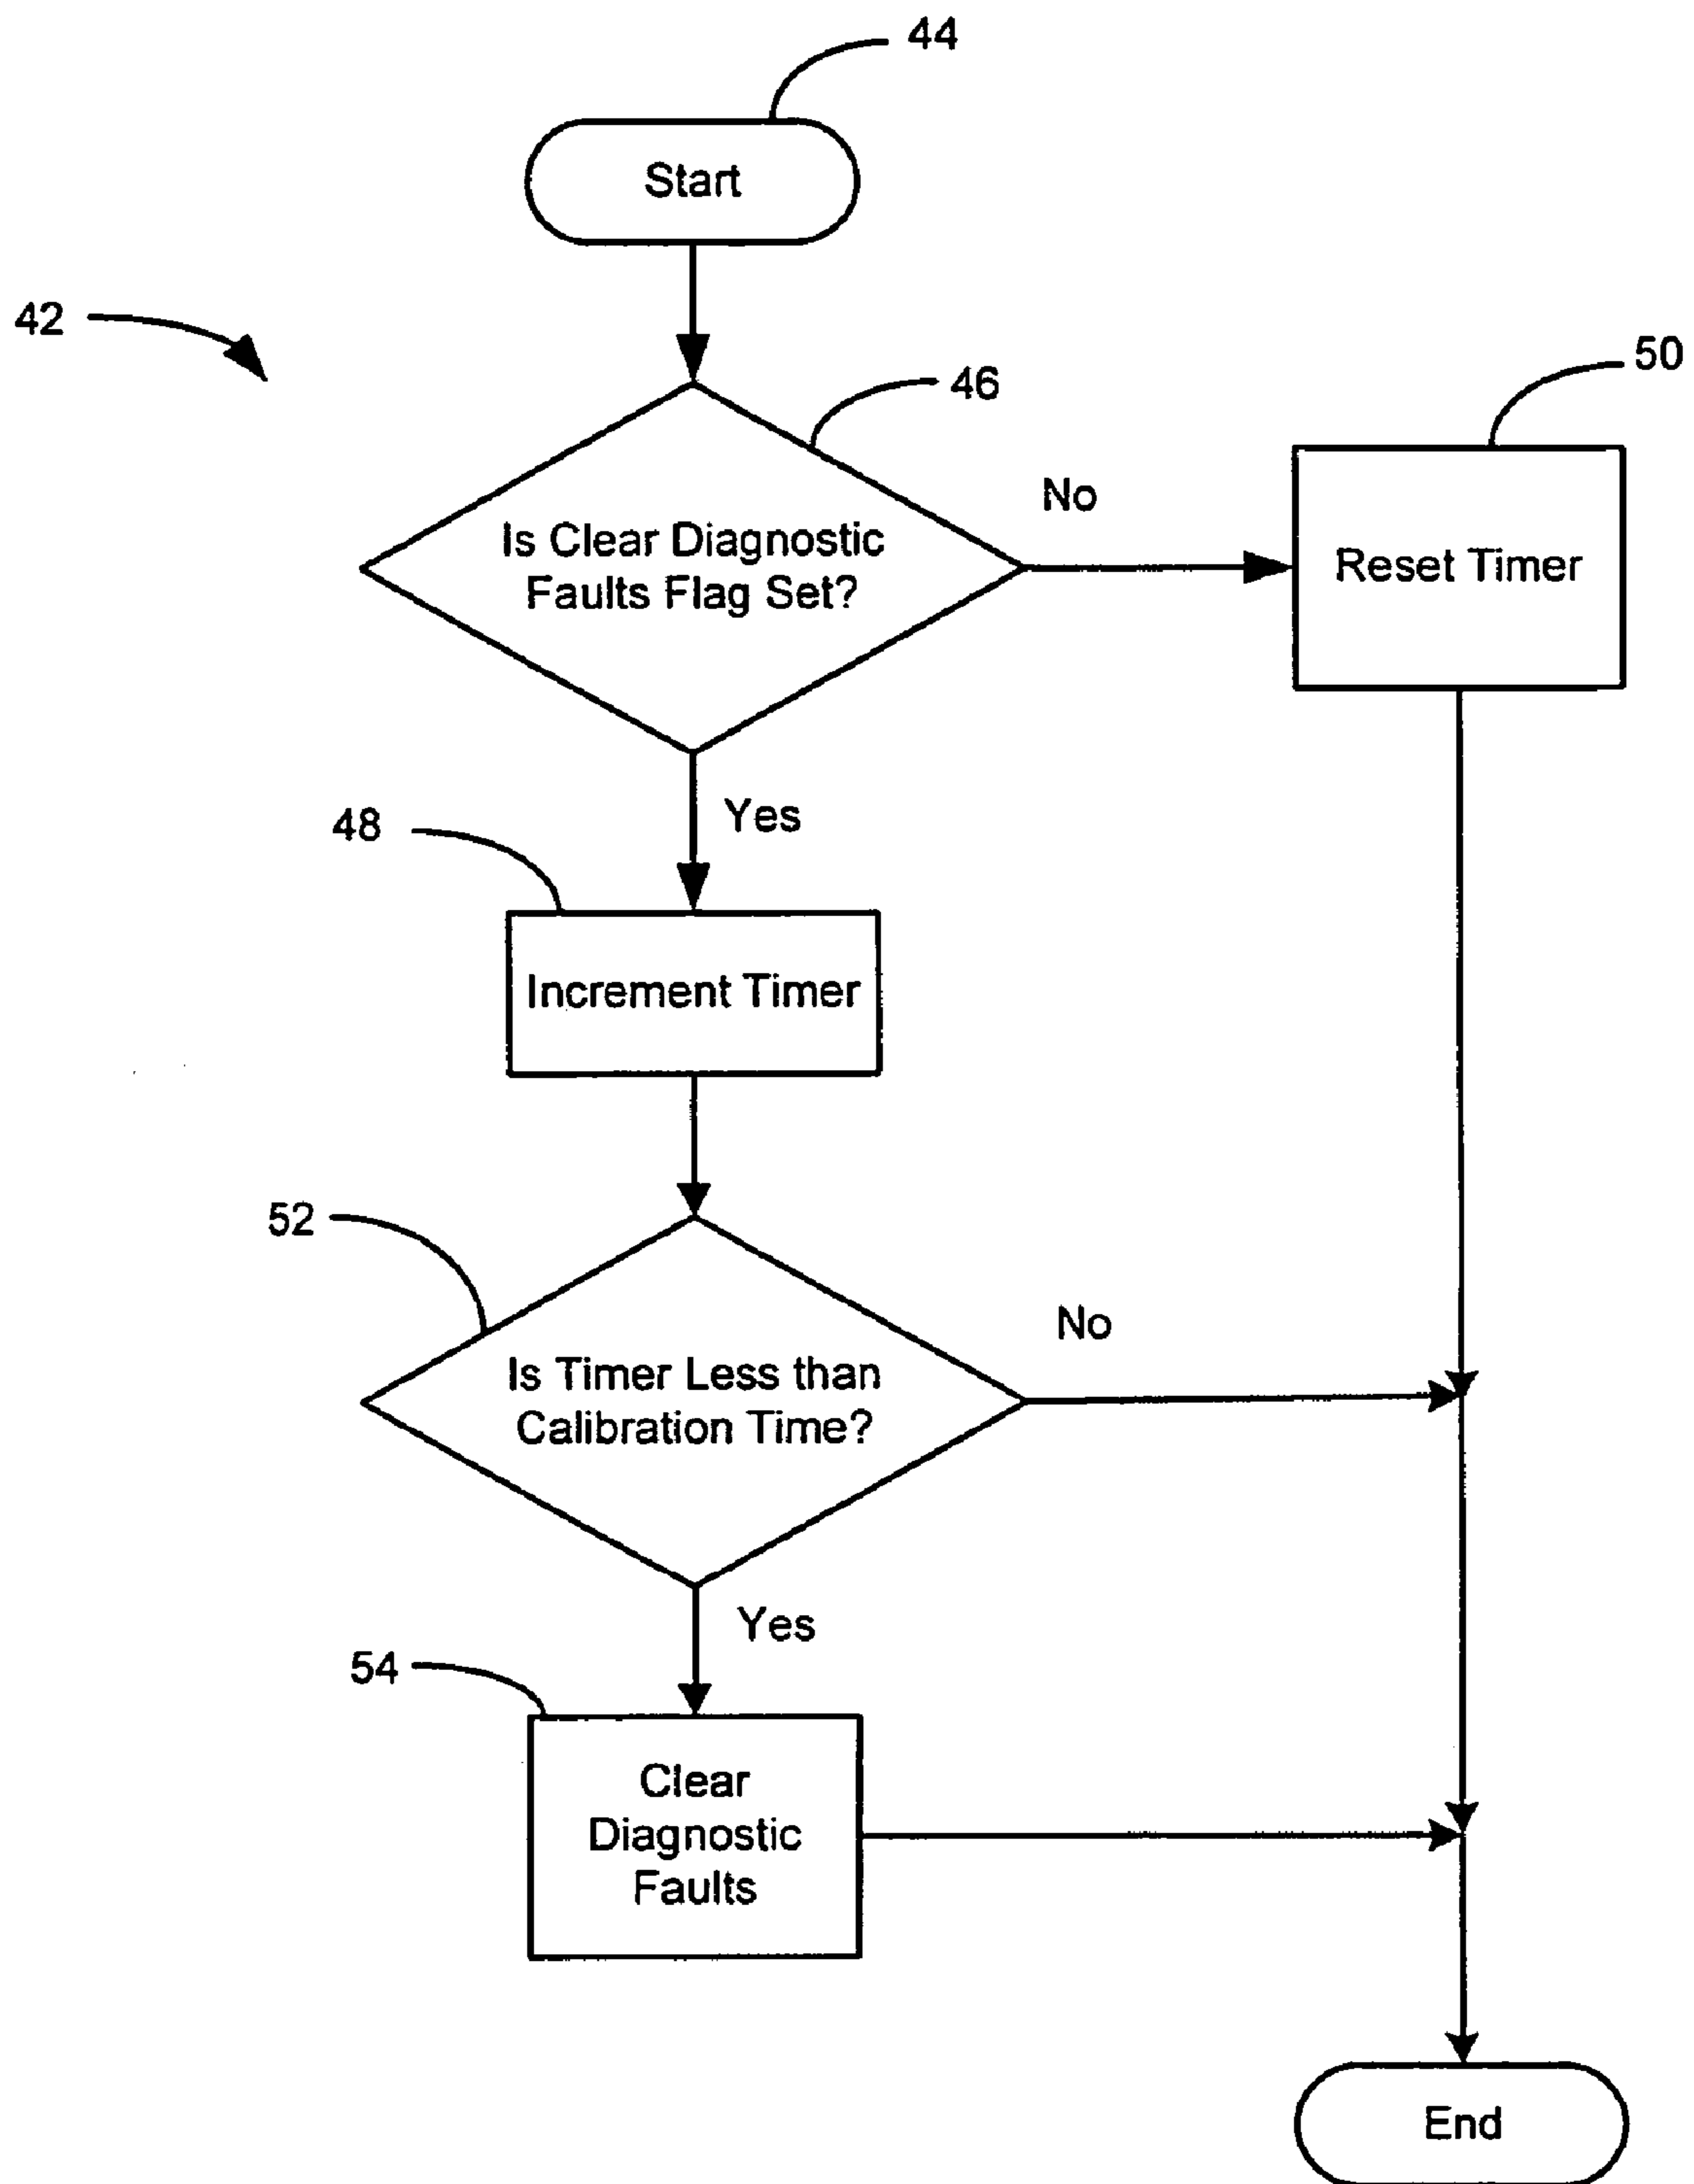 44
Start
42
50
46
No
Is Clear Diagnostic
Faults Flag Set?
Reset Timer
Yes
48
Increment Timer
52
No
Is Timer Less than
Calibration Time?
Yes
54
Clear
Diagnostic
Faults
End